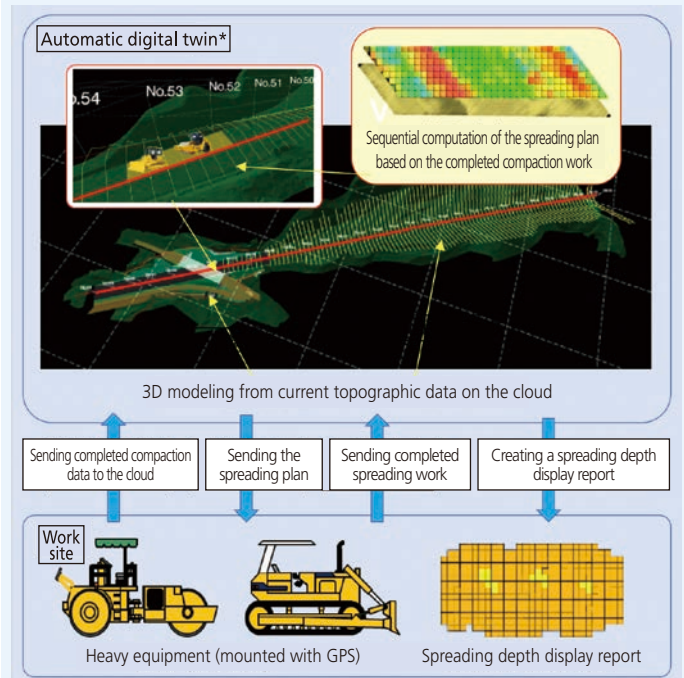 Automatic digital twin*
.54
No.53
No.52
No.51
No.50
Sequential computation of the spreading plan
based on the completed compaction work
3D modeling from current topographic data on the cloud
Sending completed compaction
data to the cloud
Sending the
spreading plan
Sending completed
spreading work
Creating a spreading depth
display report
Work
site
Heavy equipment (mounted with GPS)
Spreading depth display report